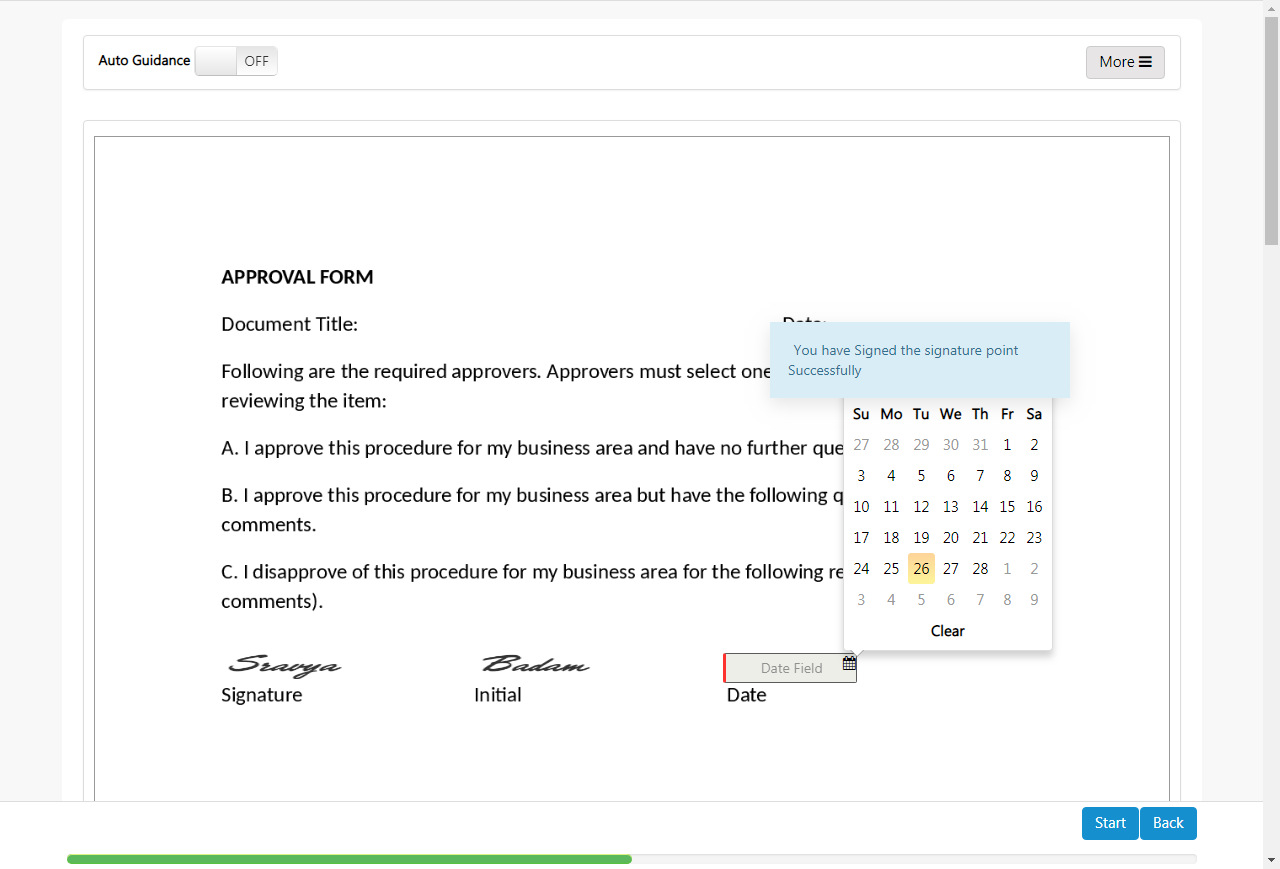 Auto Guidance OFF More
APPROVAL FORM
Document Title:
You have Signed the signature point
Successfully
Following are the required approvers. Approvers must select one
reviewing the item:
A. I approve this procedure for my business area and have no further que
B. I approve this procedure for my business area but have the following q
comments.
C. I disapprove of this procedure for my business area for the following re
comments).
Su Mo Tu We Th Fr Sa
27 28 29 30 31 1 2
3 4 5 6 7 8 9
10 11 12 13 14 15 16
17 18 19 20 21 22 23
24 25 26 27 28 1 2
3 4 5 6 7 8 9
Clear
Sravya Badam Date Field
Signature Initial Date
Start Back